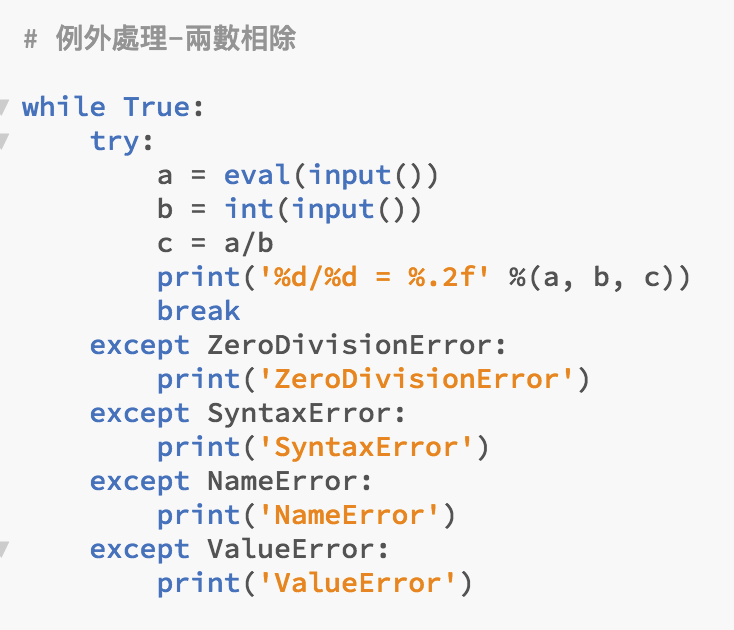 # 例外處理-兩數相除
while True:
    try:
        a = eval(input())
        b = int(input())
        c = a/b
        print('%d/%d = %.2f' %(a, b, c))
        break
    except ZeroDivisionError:
        print('ZeroDivisionError')
    except SyntaxError:
        print('SyntaxError')
    except NameError:
        print('NameError')
    except ValueError:
        print('ValueError')